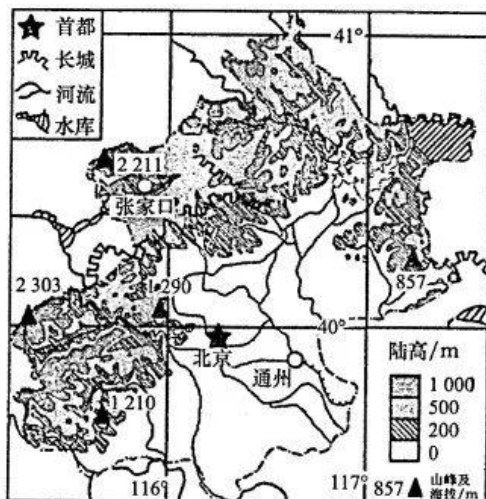 首都
长城
河流
水库
41°
2 211
张家口
2 303
1 290
857
40°
北京
通州
陆高/m
1 000
500
200
0
1 210
116°
117°
857
山峰及
海拔/m